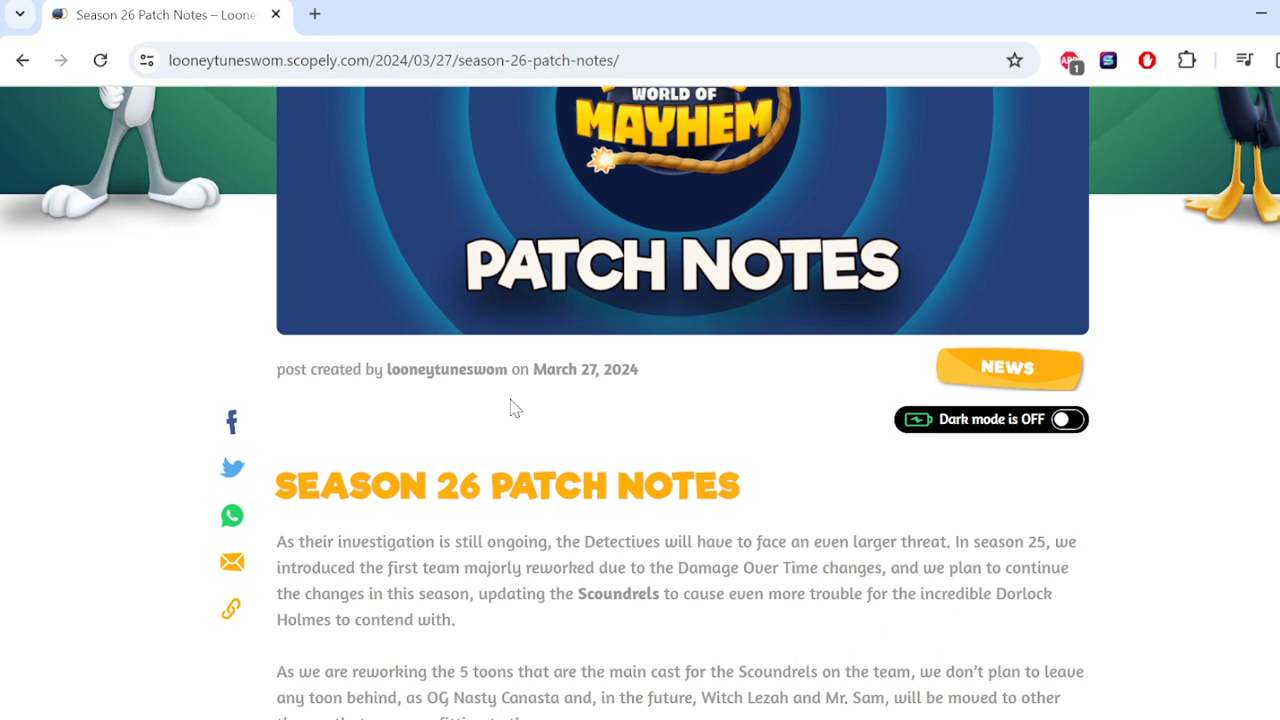 Season 26 Patch Notes – Loone
looneytuneswom.scopely.com/2024/03/27/season-26-patch-notes/
1
WORLD OF
MAYHEM
PATCH NOTES
post created by looneytuneswom on March 27, 2024
NEWS
Dark mode is OFF
SEASON 26 PATCH NOTES
As their investigation is still ongoing, the Detectives will have to face an even larger threat. In season 25, we
introduced the first team majorly reworked due to the Damage Over Time changes, and we plan to continue
the changes in this season, updating the Scoundrels to cause even more trouble for the incredible Dorlock
Holmes to contend with.
As we are reworking the 5 toons that are the main cast for the Scoundrels on the team, we don't plan to leave
any toon behind, as OG Nasty Canasta and, in the future, Witch Lezah and Mr. Sam, will be moved to other